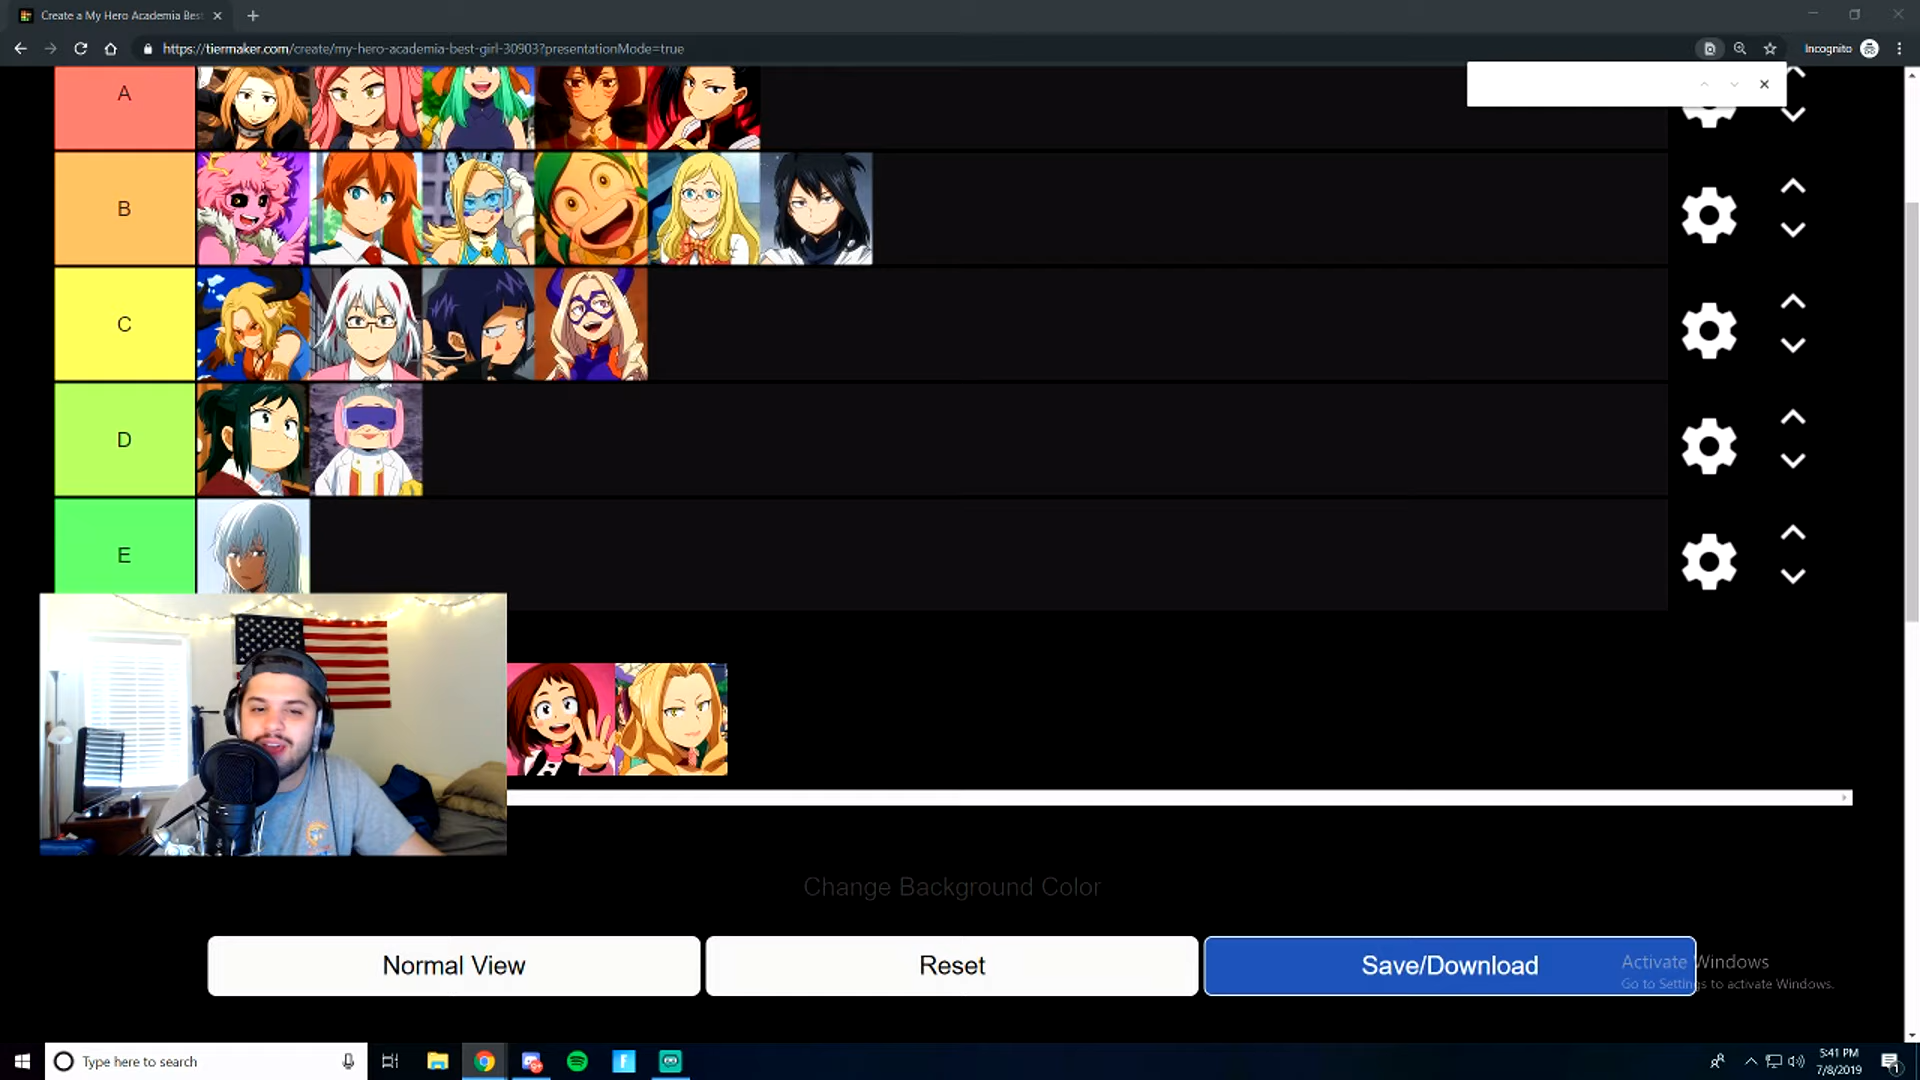 Create a My Hero Academia Best
https://tiermaker.com/create/my-hero-academia-best-girl-30903?presentationMode=true
Incognito
A
B
C
D
E
Change Background Color
Normal View
Reset
Save/Download
Activate Windows
Go to Settings to activate Windows.
Type here to search
5:41 PM
7/8/2019
1